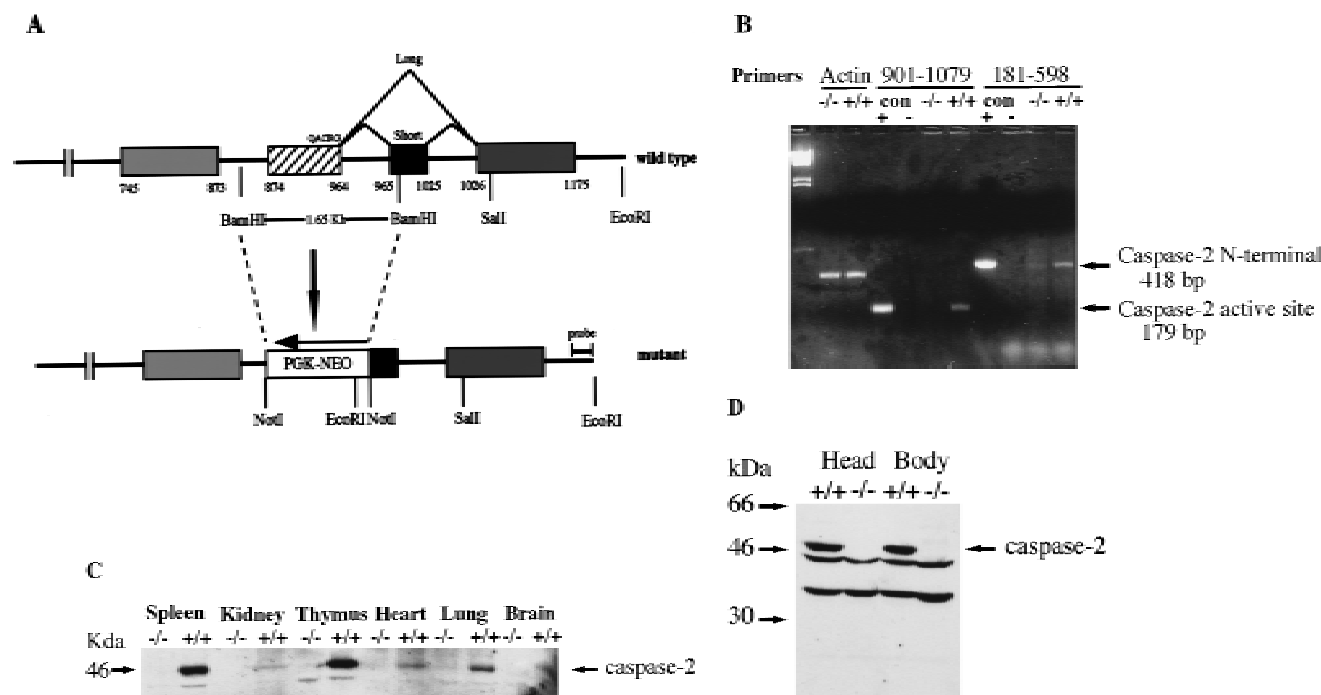 A
Long
QACRG
Short
wild type
745 873 874 964 965 1025 1026 1175
BamHI 1.65 Kb BamHI SalI EcoRI
probe
PGK-NEO
mutant
NotI EcoRI NotI SalI EcoRI
B
Primers Actin 901-1079 181-598
-/- +/+ con -/- +/+ con -/- +/+
+ - + -
Caspase-2 N-terminal
418 bp
Caspase-2 active site
179 bp
C
Spleen Kidney Thymus Heart Lung Brain
Kda -/- +/+ -/- +/+ -/- +/+ -/- +/+ -/- +/+ -/- +/+
46 caspase-2
D
kDa Head Body
+/+ -/- +/+ -/-
66
46 caspase-2
30